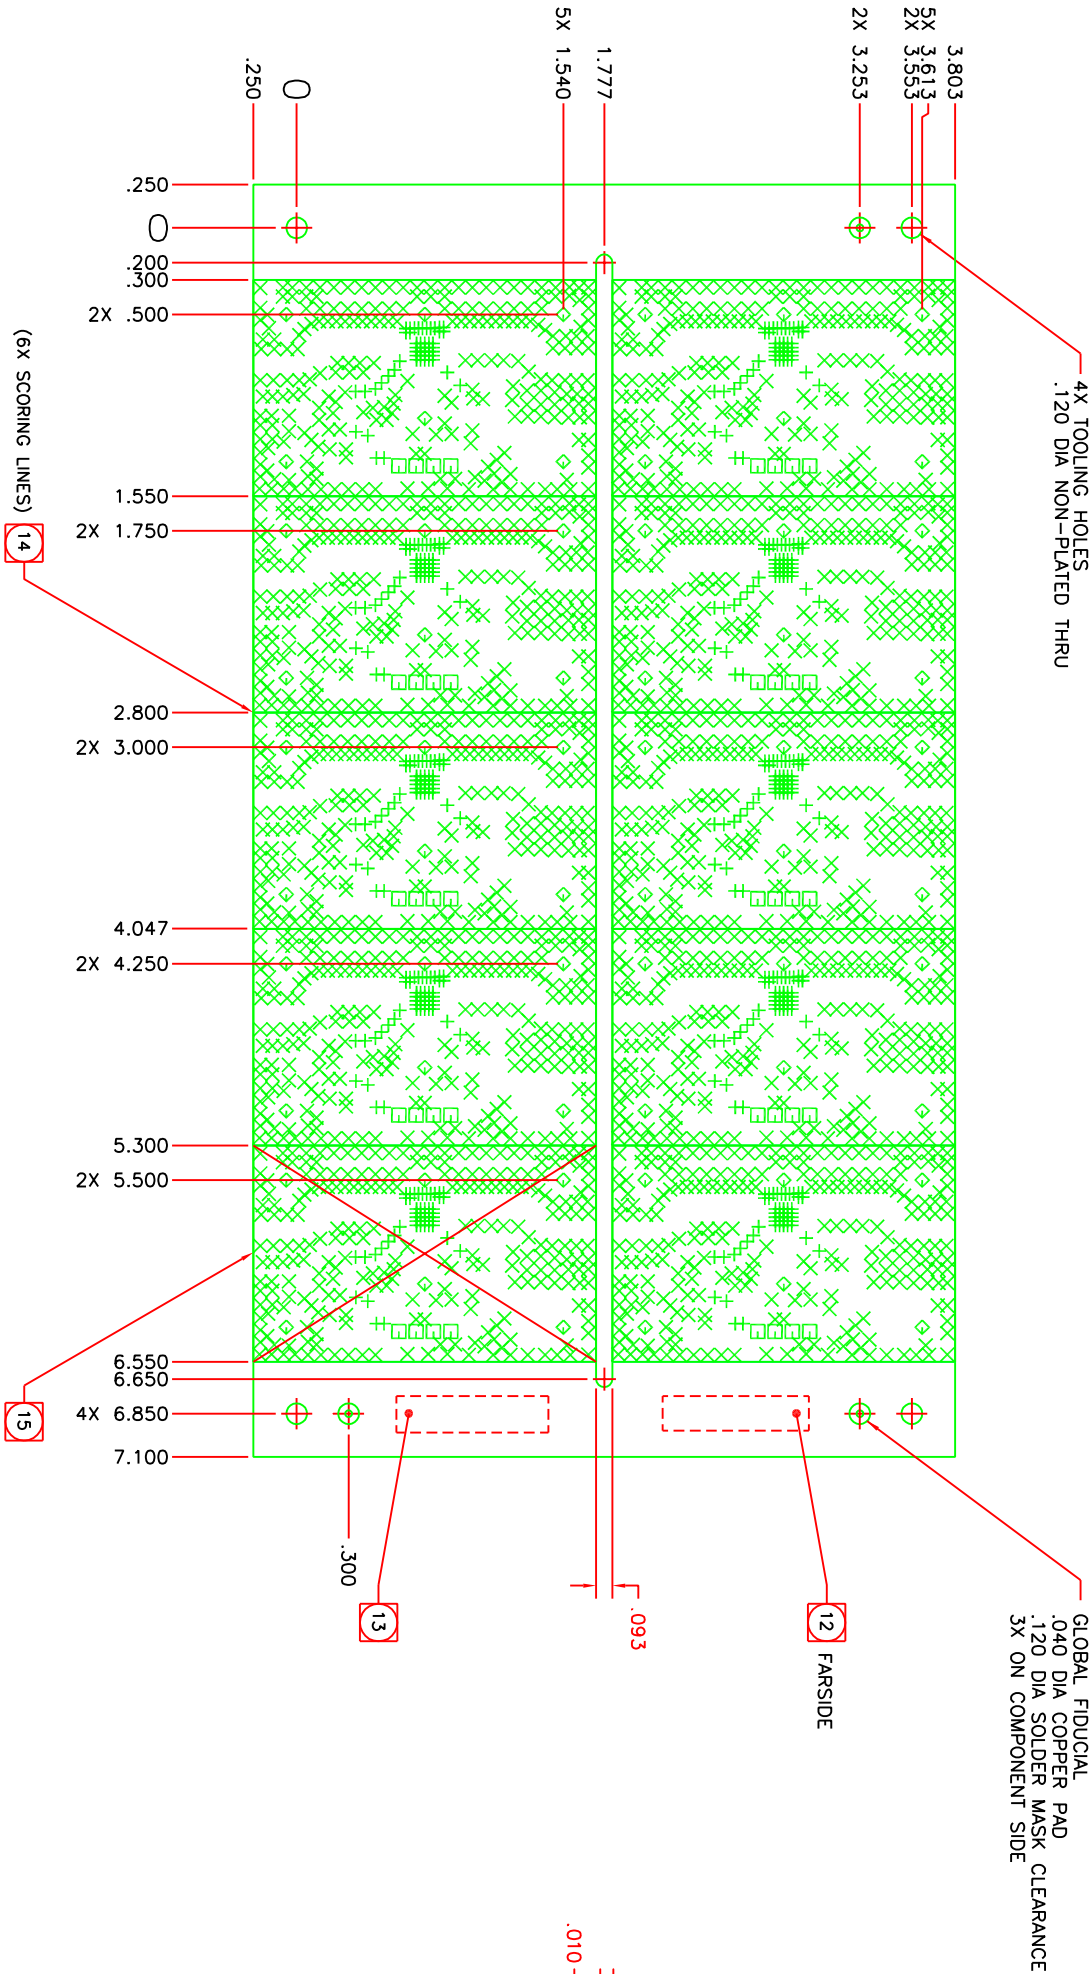 3.803
5X 3.613
2X 3.553
2X 3.253
1.777
5X 1.540
0
.250
4X TOOLING HOLES
.120 DIA NON-PLATED THRU
.250
0
.200
.300
2X .500
1.550
2X 1.750
2.800
2X 3.000
4.047
2X 4.250
5.300
2X 5.500
6.550
6.650
4X 6.850
7.100
(6X SCORING LINES)
14
15
.300
13
.093
12
FARSIDE
GLOBAL FIDUCIAL
.040 DIA COPPER PAD
.120 DIA SOLDER MASK CLEARANCE
3X ON COMPONENT SIDE
.010